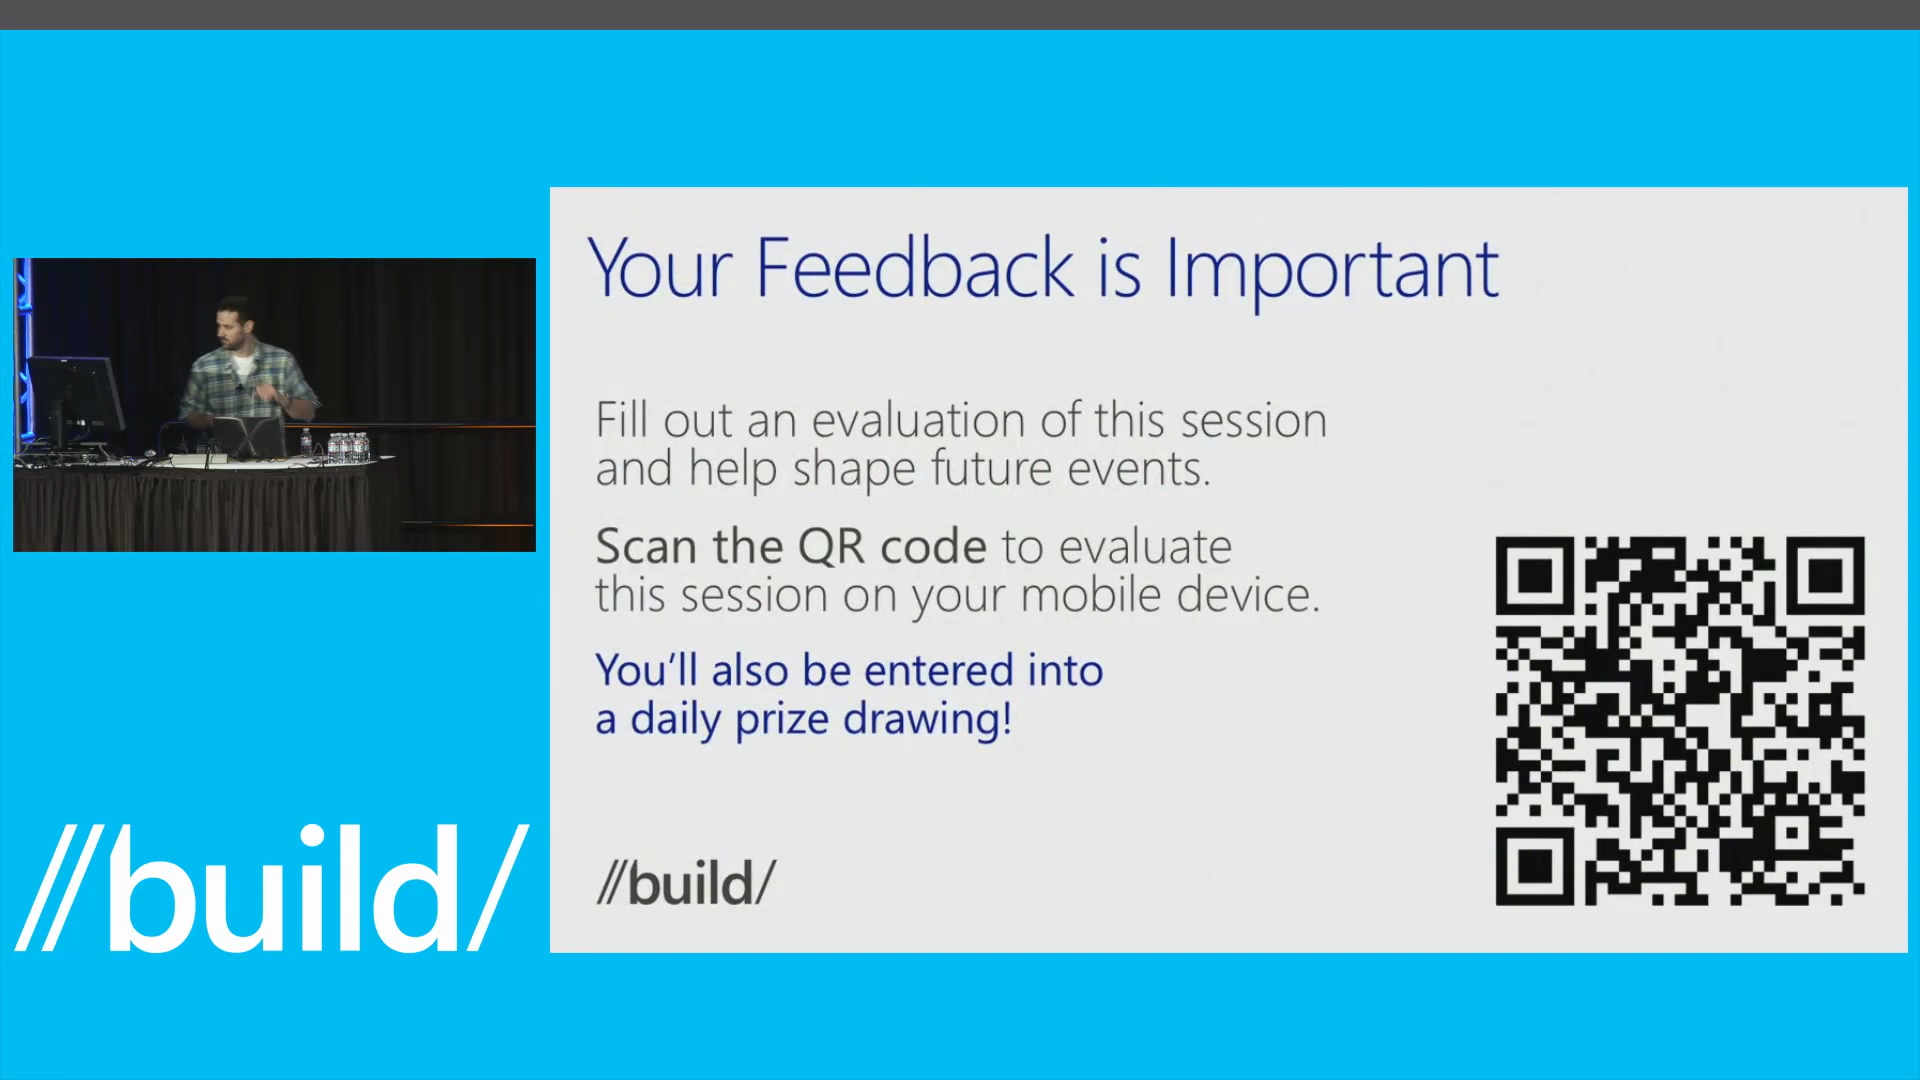 Your Feedback is Important
Fill out an evaluation of this session
and help shape future events.
Scan the QR code to evaluate
this session on your mobile device.
You’ll also be entered into
a daily prize drawing!
//build/
//build/